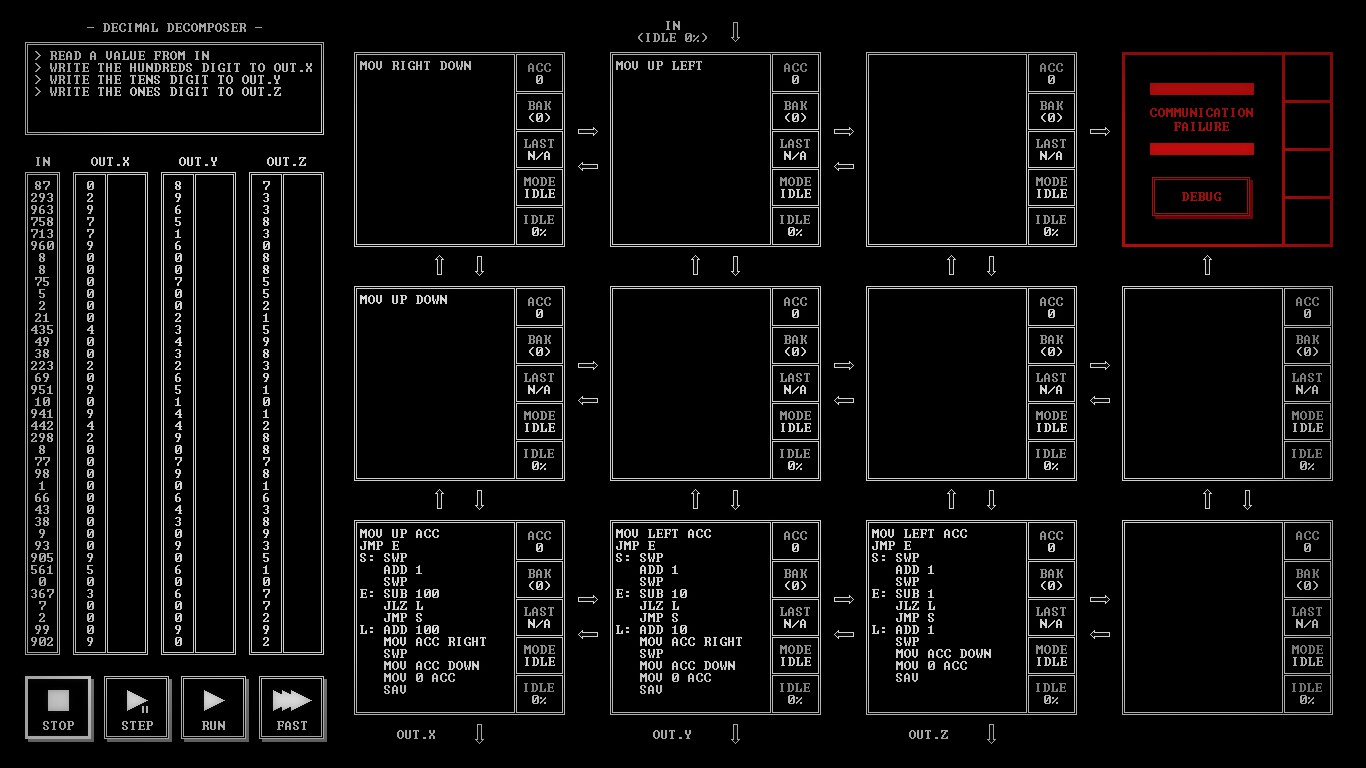 — DECIMAL DECOMPOSER —
> READ A VALUE FROM IN
> WRITE THE HUNDREDS DIGIT TO OUT.X
> WRITE THE TENS DIGIT TO OUT.Y
> WRITE THE ONES DIGIT TO OUT.Z
IN OUT.X OUT.Y OUT.Z
87 0 8 7
293 2 9 3
963 9 6 3
758 7 5 8
713 7 1 3
960 9 6 0
8 0 0 8
8 0 0 8
75 0 7 5
5 0 0 5
2 0 0 2
21 0 2 1
435 4 3 5
49 0 4 9
38 0 3 8
223 2 2 3
69 0 6 9
951 9 5 1
10 0 1 0
941 9 4 1
442 4 4 2
298 2 9 8
8 0 0 8
77 0 7 7
98 0 9 8
1 0 0 1
66 0 6 6
43 0 4 3
38 0 3 8
9 0 0 9
93 0 9 3
905 9 0 5
561 5 6 1
0 0 0 0
367 3 6 7
7 0 0 7
2 0 0 2
99 0 9 9
902 9 0 2
STOP
STEP
RUN
FAST
IN
(IDLE 0%)
MOV RIGHT DOWN
ACC
0
BAK
(0)
LAST
N/A
MODE
IDLE
IDLE
0%
MOV UP LEFT
ACC
0
BAK
(0)
LAST
N/A
MODE
IDLE
IDLE
0%
ACC
0
BAK
(0)
LAST
N/A
MODE
IDLE
IDLE
0%
COMMUNICATION
FAILURE
DEBUG
MOV UP DOWN
ACC
0
BAK
(0)
LAST
N/A
MODE
IDLE
IDLE
0%
ACC
0
BAK
(0)
LAST
N/A
MODE
IDLE
IDLE
0%
ACC
0
BAK
(0)
LAST
N/A
MODE
IDLE
IDLE
0%
ACC
0
BAK
(0)
LAST
N/A
MODE
IDLE
IDLE
0%
MOV UP ACC
JMP E
S: SWP
ADD 1
SWP
E: SUB 100
JLZ L
JMP S
L: ADD 100
MOV ACC RIGHT
SWP
MOV ACC DOWN
MOV 0 ACC
SAV
ACC
0
BAK
(0)
LAST
N/A
MODE
IDLE
IDLE
0%
MOV LEFT ACC
JMP E
S: SWP
ADD 1
SWP
E: SUB 10
JLZ L
JMP S
L: ADD 10
MOV ACC RIGHT
SWP
MOV ACC DOWN
MOV 0 ACC
SAV
ACC
0
BAK
(0)
LAST
N/A
MODE
IDLE
IDLE
0%
MOV LEFT ACC
JMP E
S: SWP
ADD 1
SWP
E: SUB 1
JLZ L
JMP S
L: ADD 1
SWP
MOV ACC DOWN
MOV 0 ACC
SAV
ACC
0
BAK
(0)
LAST
N/A
MODE
IDLE
IDLE
0%
ACC
0
BAK
(0)
LAST
N/A
MODE
IDLE
IDLE
0%
OUT.X
OUT.Y
OUT.Z